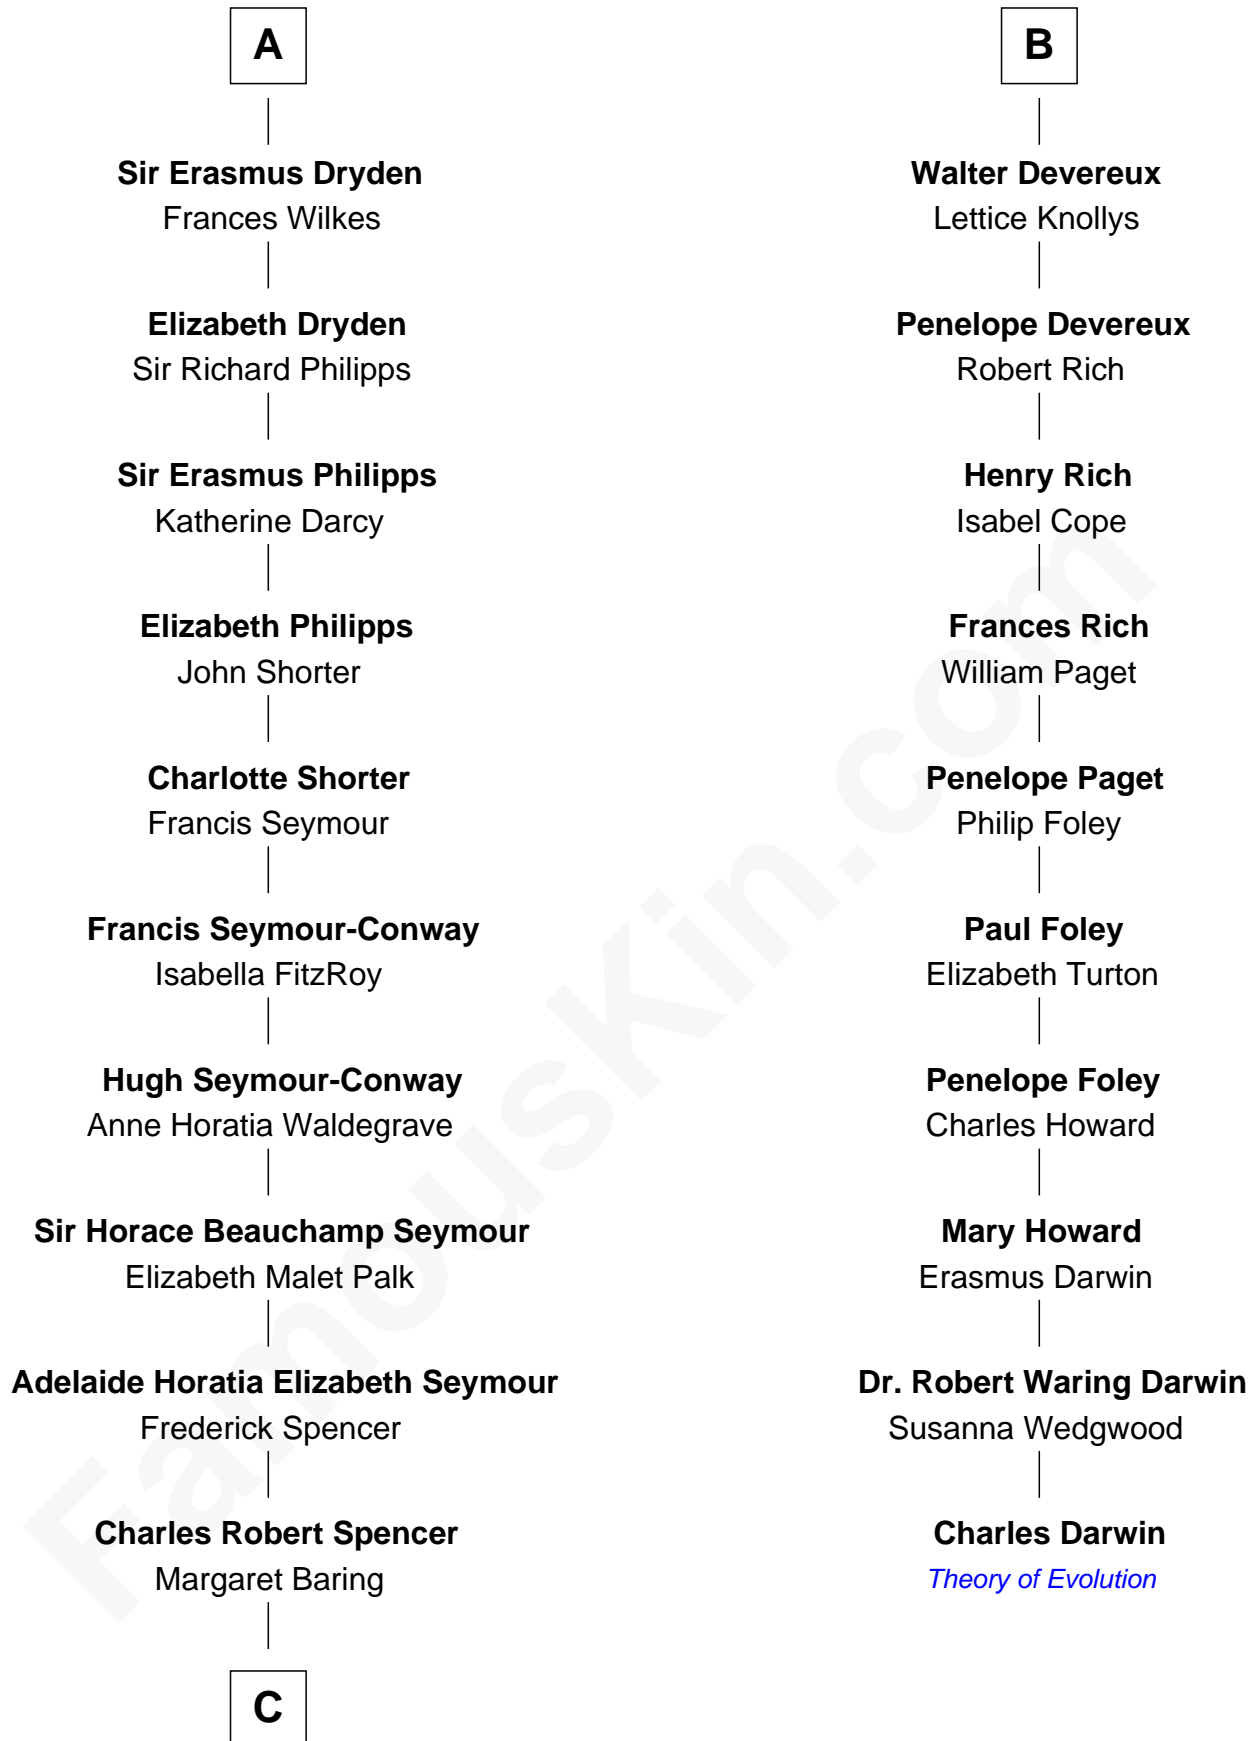 A
Sir Erasmus Dryden
Frances Wilkes
Elizabeth Dryden
Sir Richard Philipps
Sir Erasmus Philipps
Katherine Darcy
Elizabeth Philipps
John Shorter
Charlotte Shorter
Francis Seymour
Francis Seymour-Conway
Isabella FitzRoy
Hugh Seymour-Conway
Anne Horatia Waldegrave
Sir Horace Beauchamp Seymour
Elizabeth Malet Palk
Adelaide Horatia Elizabeth Seymour
Frederick Spencer
Charles Robert Spencer
Margaret Baring
C
B
Walter Devereux
Lettice Knollys
Penelope Devereux
Robert Rich
Henry Rich
Isabel Cope
Frances Rich
William Paget
Penelope Paget
Philip Foley
Paul Foley
Elizabeth Turton
Penelope Foley
Charles Howard
Mary Howard
Erasmus Darwin
Dr. Robert Waring Darwin
Susanna Wedgwood
Charles Darwin
Theory of Evolution
FamousKin.com